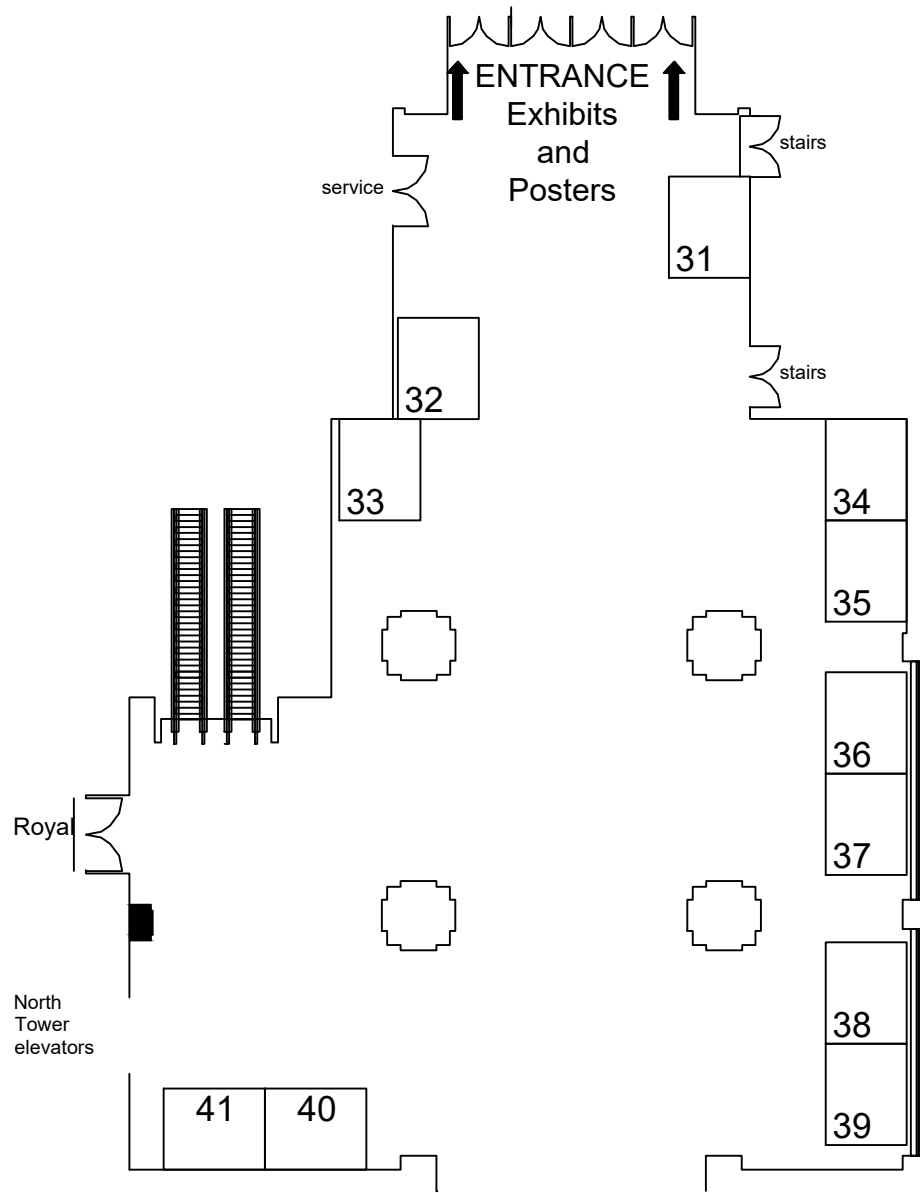 ENTRANCE
Exhibits
and
Posters
stairs
service
31
stairs
32
33
34
35
36
Royal
37
North
Tower
elevators
38
41
40
39